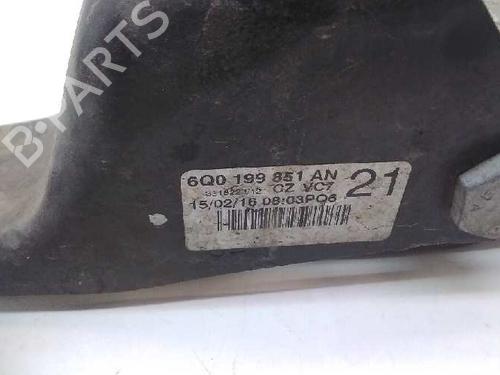 6Q0 199 851 AN
CZ VC7
21
15/02/16 08:03PQ6
B-PARTS